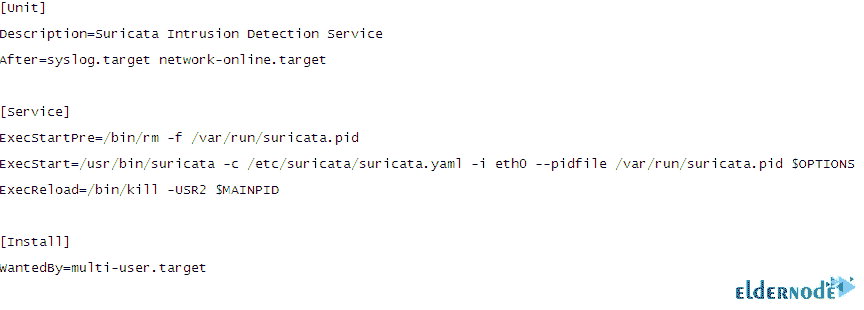 [Unit]
Description=Suricata Intrusion Detection Service
After=syslog.target network-online.target
[Service]
ExecStartPre=/bin/rm -f /var/run/suricata.pid
ExecStart=/usr/bin/suricata -c /etc/suricata/suricata.yaml -i eth0 --pidfile /var/run/suricata.pid $OPTIONS
ExecReload=/bin/kill -USR2 $MAINPID
[Install]
WantedBy=multi-user.target
eldernode